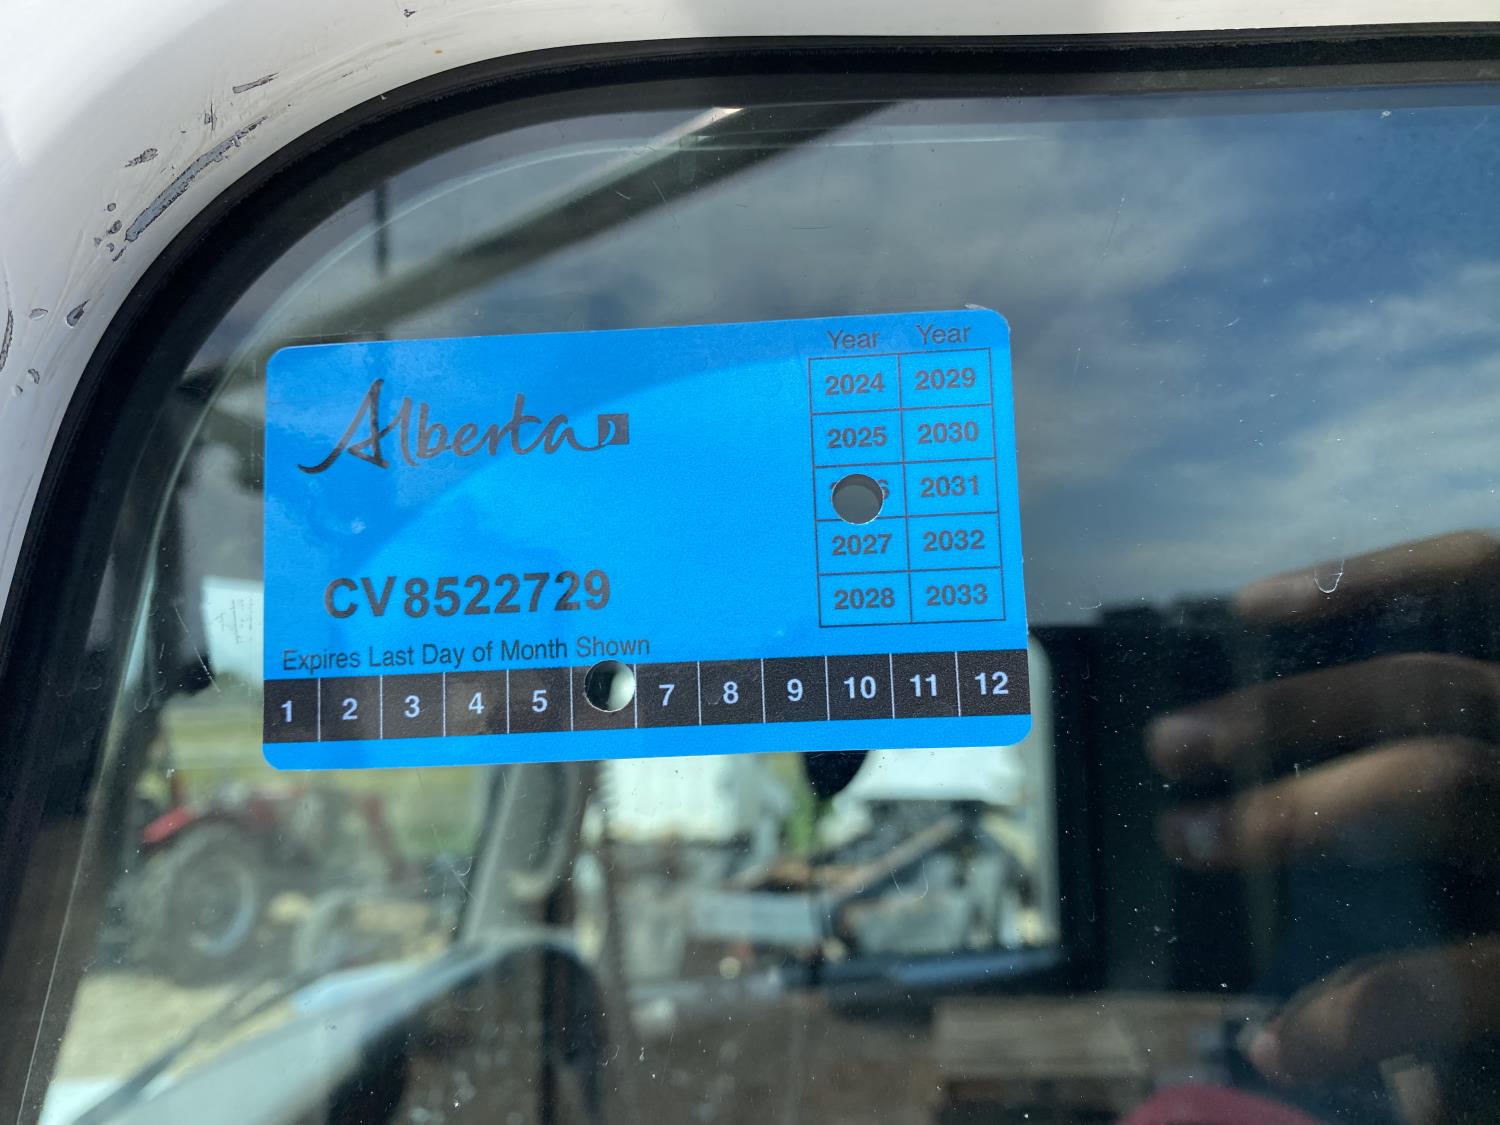 Alberta
Year Year
2024 2029
2025 2030
2031
2027 2032
2028 2033
CV8522729
Expires Last Day of Month Shown
1 2 3 4 5 7 8 9 10 11 12